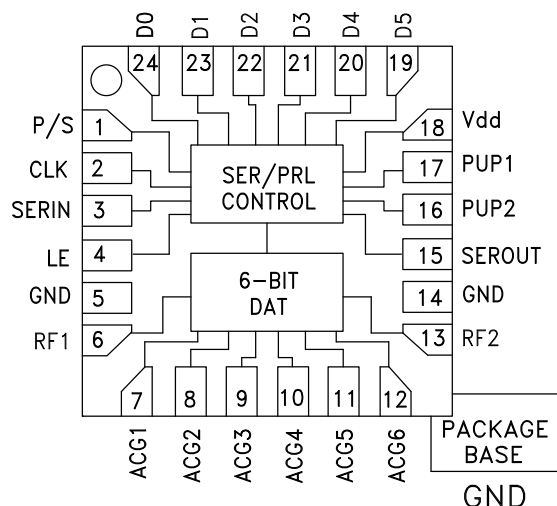 D0 D1 D2 D3 D4 D5
24 23 22 21 20 19
P/S 1
CLK 2
SERIN 3
LE 4
GND 5
RF1 6
SER/PRL
CONTROL
6-BIT
DAT
18 Vdd
17 PUP1
16 PUP2
15 SEROUT
14 GND
13 RF2
7 8 9 10 11 12
ACG1 ACG2 ACG3 ACG4 ACG5 ACG6
PACKAGE
BASE
GND